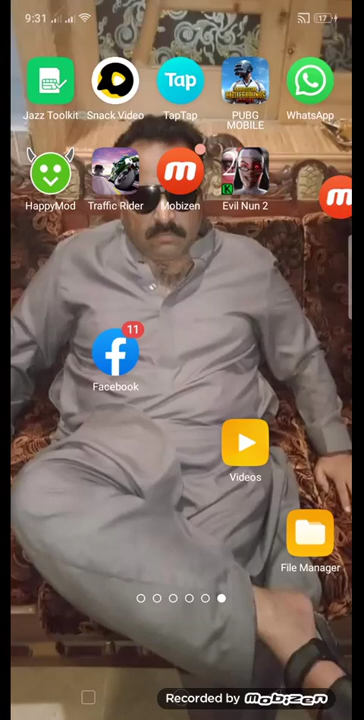 9:31
17
Jazz Toolkit
Snack Video
Tap
TapTap
PUBG
MOBILE
WhatsApp
HappyMod
Traffic Rider
Mobizen
Evil Nun 2
11
Facebook
Videos
File Manager
Recorded by mobizen